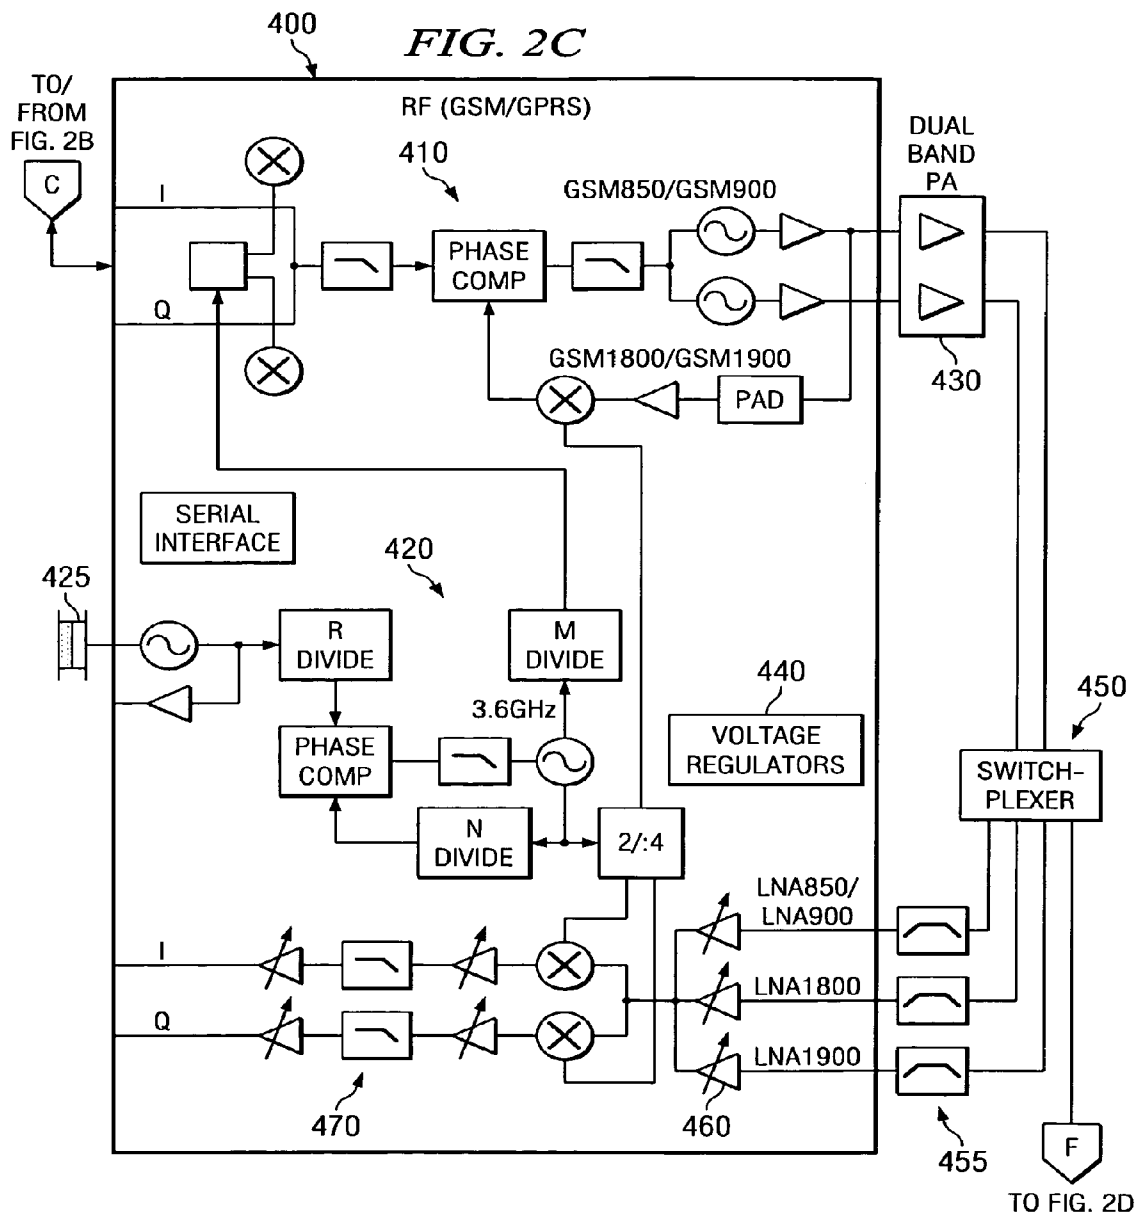 FIG. 2C
400
TO/
FROM
FIG. 2B
C
RF (GSM/GPRS)
410
DUAL
BAND
PA
I
GSM850/GSM900
PHASE
COMP
Q
GSM1800/GSM1900
430
PAD
SERIAL
INTERFACE
420
425
R
DIVIDE
M
DIVIDE
3.6GHz
440
450
PHASE
COMP
VOLTAGE
REGULATORS
SWITCH-
PLEXER
N
DIVIDE
2/:4
LNA850/
LNA900
I
LNA1800
Q
LNA1900
470
460
455
F
TO FIG. 2D